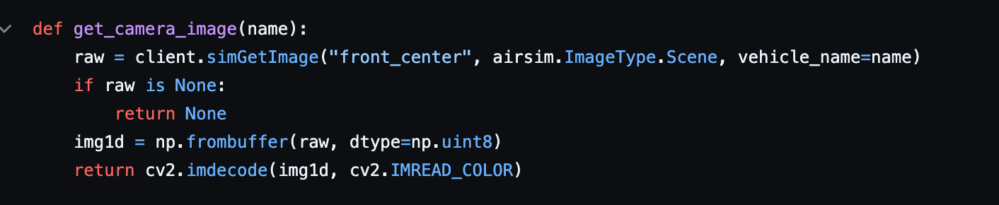 def get_camera_image(name):
    raw = client.simGetImage("front_center", airsim.ImageType.Scene, vehicle_name=name)
    if raw is None:
        return None
    img1d = np.frombuffer(raw, dtype=np.uint8)
    return cv2.imdecode(img1d, cv2.IMREAD_COLOR)